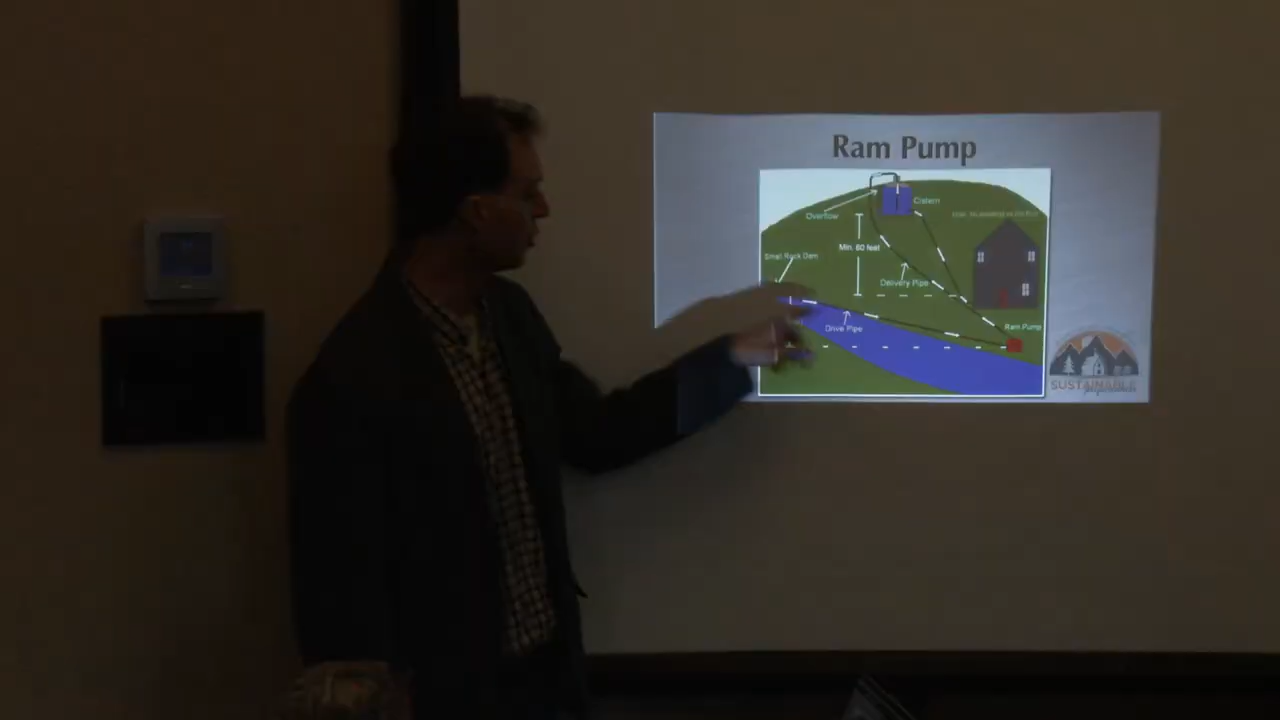 Ram Pump
Cistern
Overflow
Min. 60 feet
Small Rock Dam
Delivery Pipe
Drive Pipe
Ram Pump
SUSTAINABLE